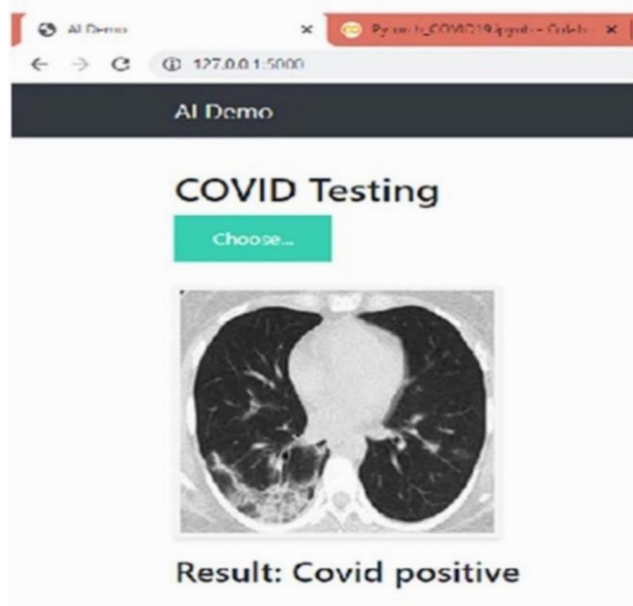 AI Demo
127.0.0.1:5000
AI Demo
COVID Testing
Choose...
Result: Covid positive